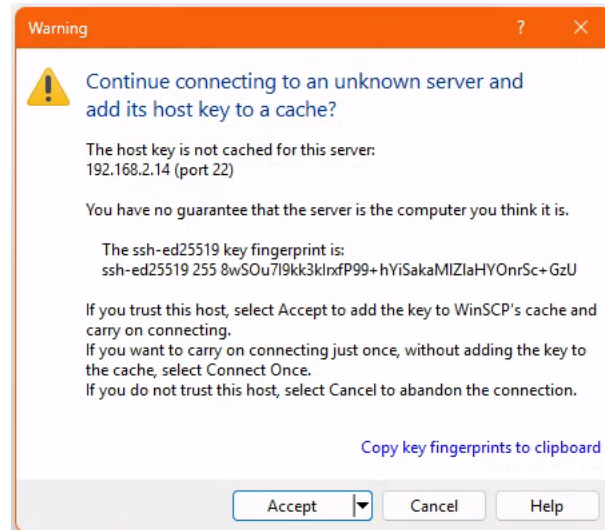 Warning
?
Continue connecting to an unknown server and
add its host key to a cache?
The host key is not cached for this server:
192.168.2.14 (port 22)
You have no guarantee that the server is the computer you think it is.
The ssh-ed25519 key fingerprint is:
ssh-ed25519 255 8wSOu7l9kk3klrxfP99+hYiSakaMIZlaHYOnrSc+GzU
If you trust this host, select Accept to add the key to WinSCP's cache and
carry on connecting.
If you want to carry on connecting just once, without adding the key to
the cache, select Connect Once.
If you do not trust this host, select Cancel to abandon the connection.
Copy key fingerprints to clipboard
Accept
Cancel
Help